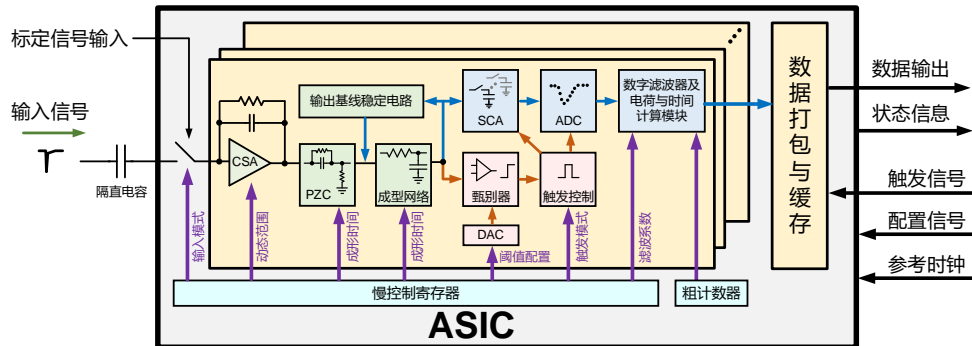 标定信号输入
输入信号
隔直电容
CSA
输出基线稳定电路
PZC
成型网络
SCA
ADC
数字滤波器及
电荷与时间
计算模块
甄别器
触发控制
DAC
输入模式
动态范围
成形时间
成形时间
阈值配置
触发模式
滤波系数
慢控制寄存器
粗计数器
ASIC
数据打包与缓存
数据输出
状态信息
触发信号
配置信号
参考时钟